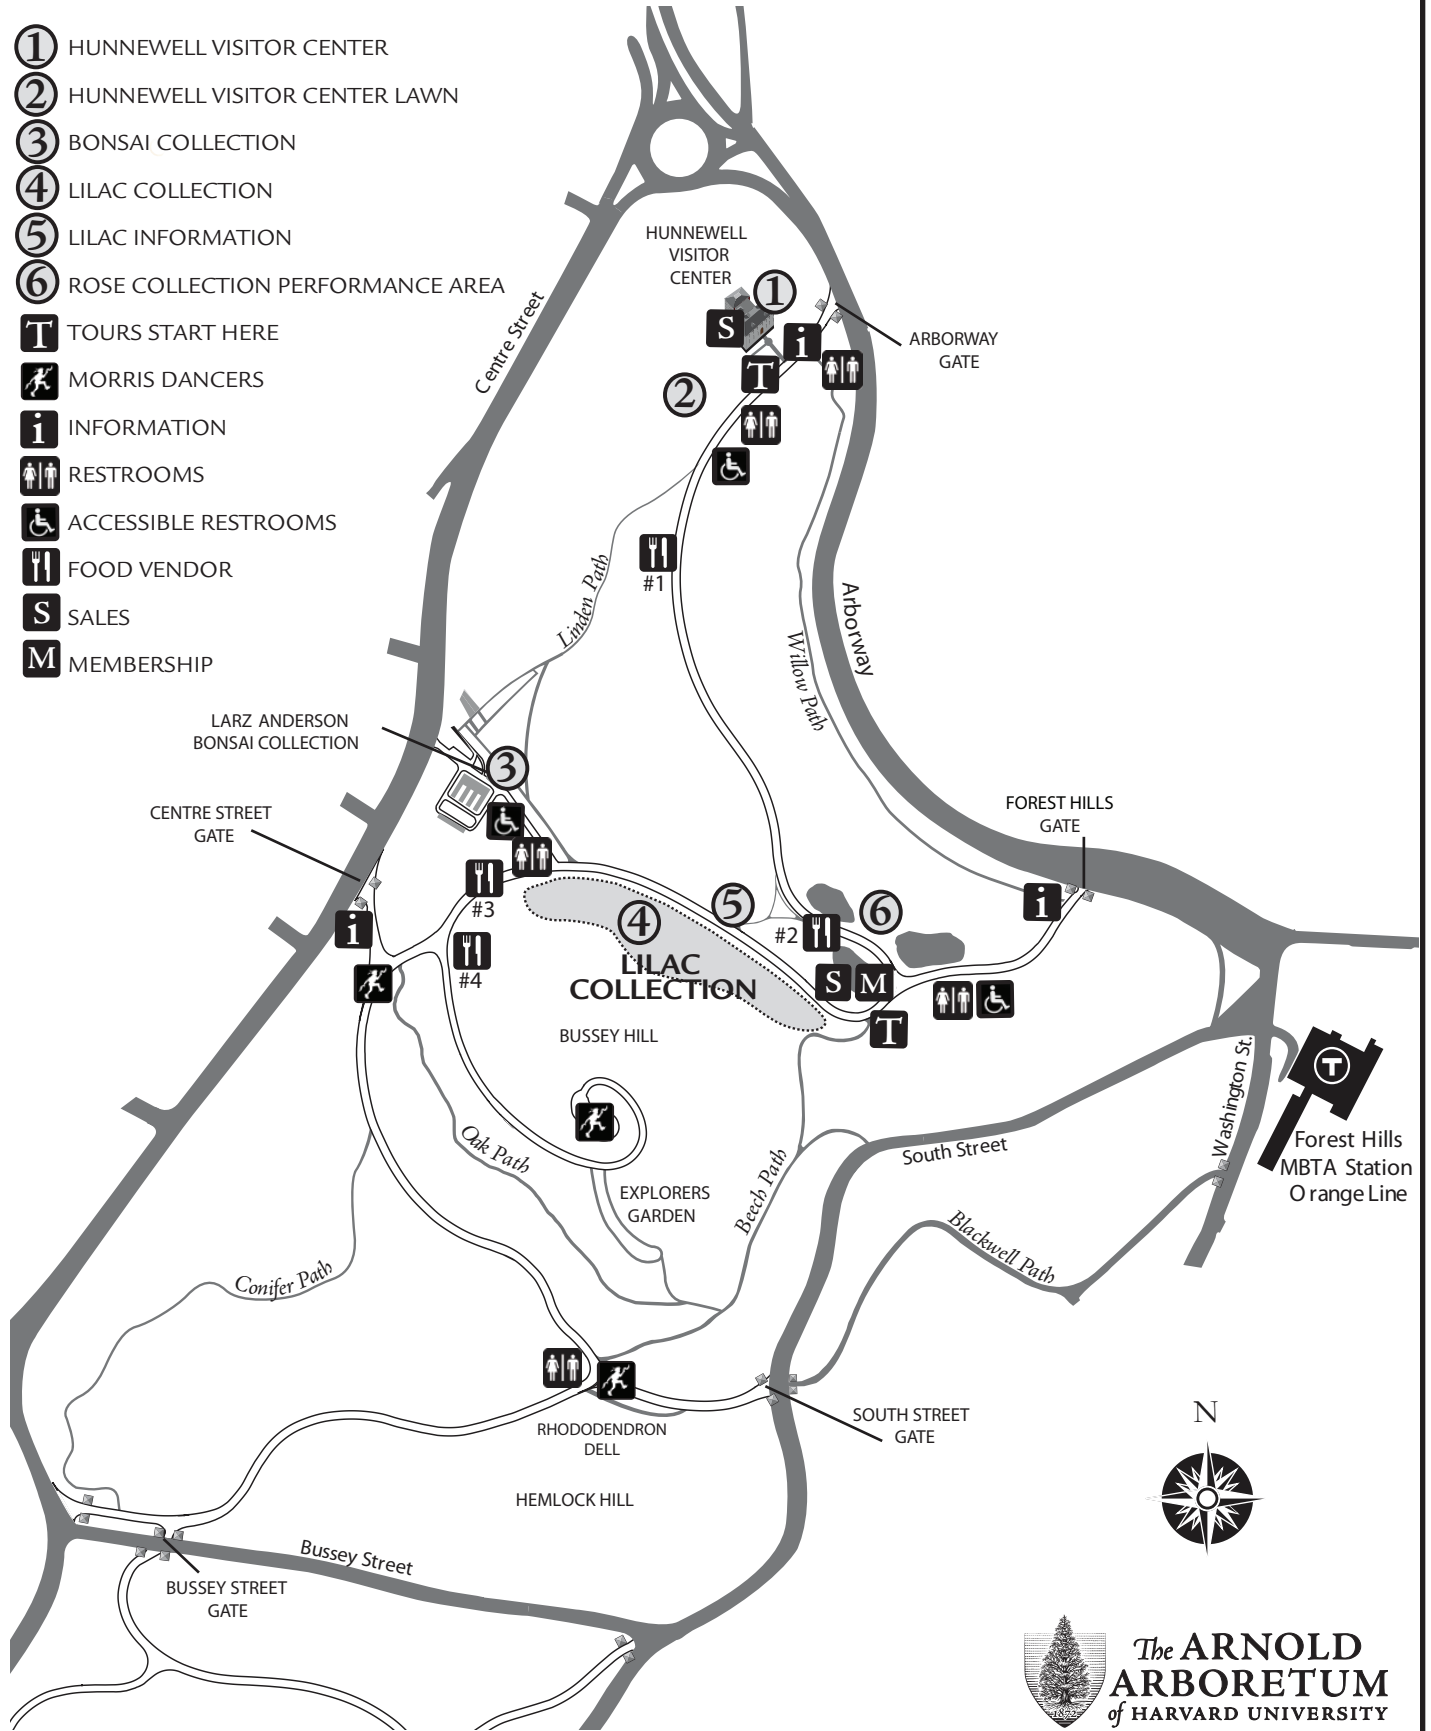 1 HUNNEWELL VISITOR CENTER
2 HUNNEWELL VISITOR CENTER LAWN
3 BONSAI COLLECTION
4 LILAC COLLECTION
5 LILAC INFORMATION
6 ROSE COLLECTION PERFORMANCE AREA
T TOURS START HERE
MORRIS DANCERS
i INFORMATION
RESTROOMS
ACCESSIBLE RESTROOMS
FOOD VENDOR
S SALES
M MEMBERSHIP
HUNNEWELL
VISITOR
CENTER
1
S
i
T
2
ARBORWAY
GATE
Centre Street
#1
Linden Path
Willow Path
Arborway
LARZ ANDERSON
BONSAI COLLECTION
3
CENTRE STREET
GATE
FOREST HILLS
GATE
i
#3
i
#4
4
5
6
#2
LILAC
COLLECTION
S
M
T
BUSSEY HILL
Oak Path
EXPLORERS
GARDEN
Beech Path
South Street
Washington St.
T
Forest Hills
MBTA Station
Orange Line
Blackwell Path
Conifer Path
RHODODENDRON
DELL
SOUTH STREET
GATE
HEMLOCK HILL
N
Bussey Street
BUSSEY STREET
GATE
1872
The ARNOLD
ARBORETUM
of HARVARD UNIVERSITY